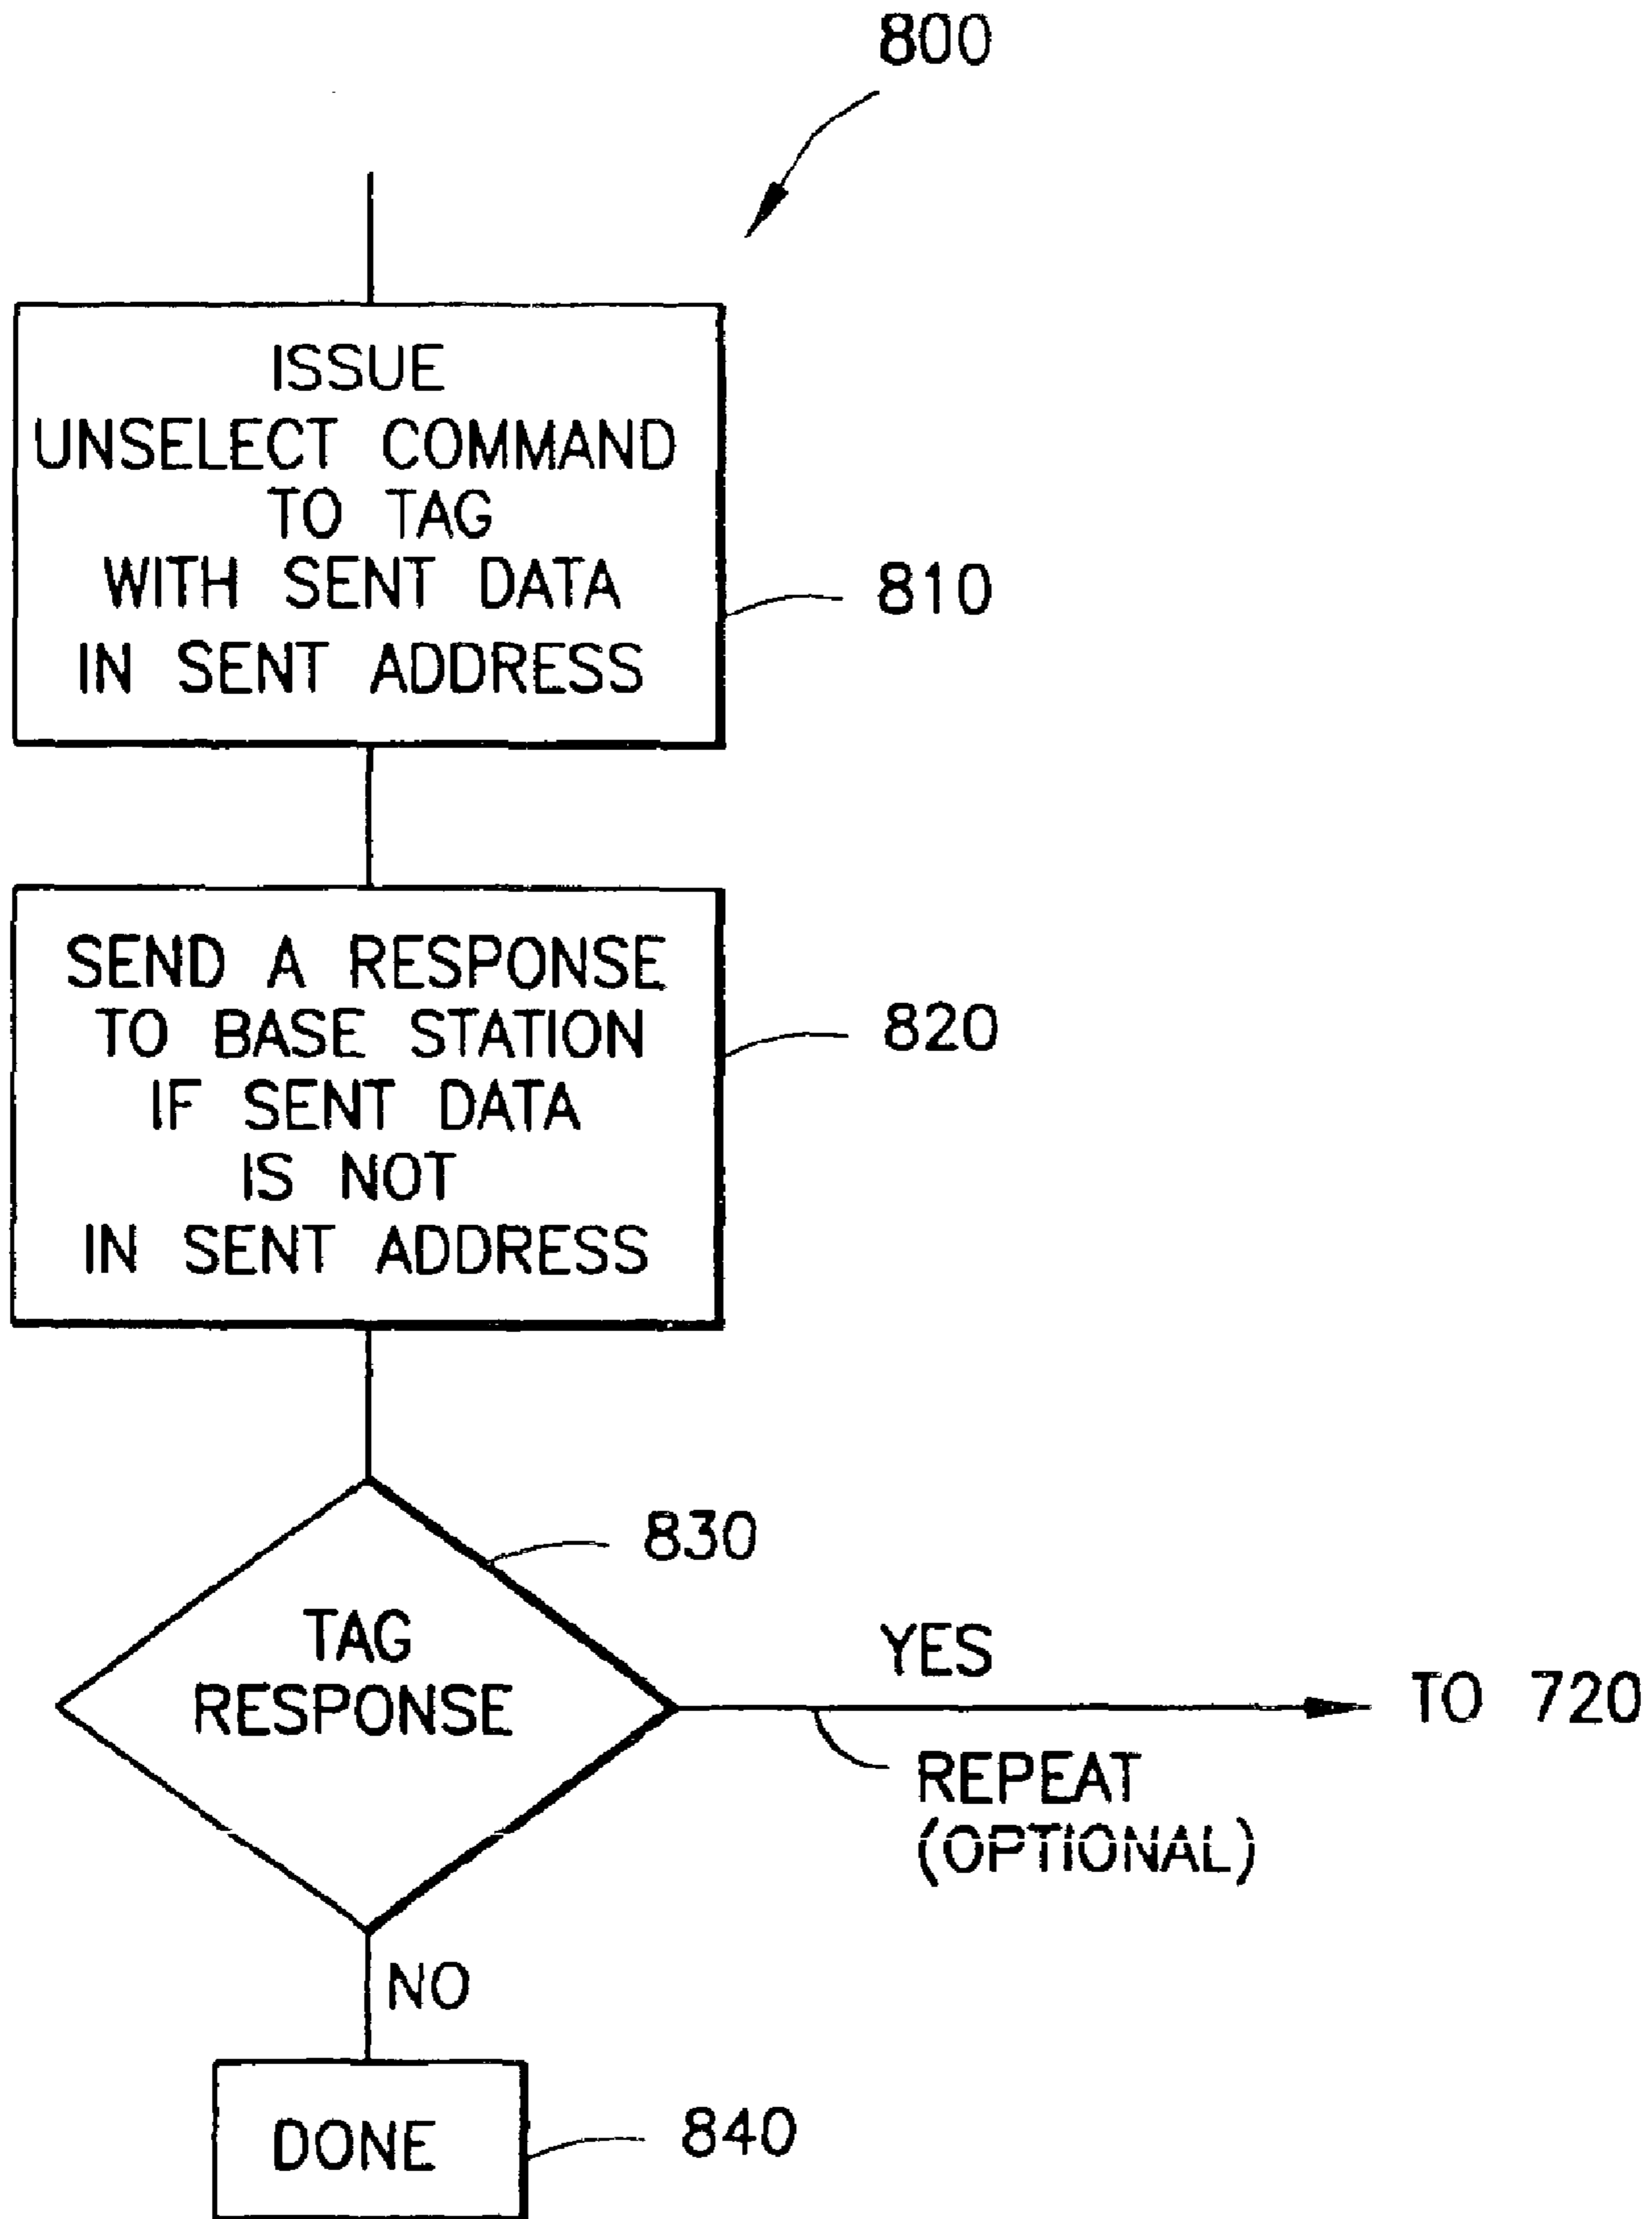 800
ISSUE
UNSELECT COMMAND
TO TAG
WITH SENT DATA
IN SENT ADDRESS
810
SEND A RESPONSE
TO BASE STATION
IF SENT DATA
IS NOT
IN SENT ADDRESS
820
830
TAG
RESPONSE
YES
TO 720
REPEAT
(OPTIONAL)
NO
DONE
840